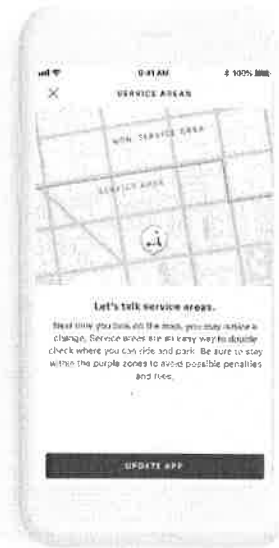 9:41 AM 100%
SERVICE AREAS
NON SERVICE AREA
SERVICE AREA
Let's talk service areas.
Next time you look on the map, you may notice a
change. Service areas are an easy way to double
check where you can ride and park. Be sure to stay
within the purple zones to avoid possible penalties
and fines.
UPDATE APP